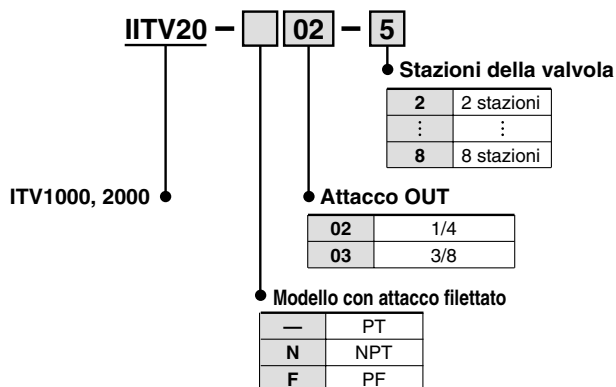 IITV20 – 02 – 5
Stazioni della valvola
2 2 stazioni
⋮ ⋮
8 8 stazioni
ITV1000, 2000
Attacco OUT
02 1/4
03 3/8
Modello con attacco filettato
— PT
N NPT
F PF